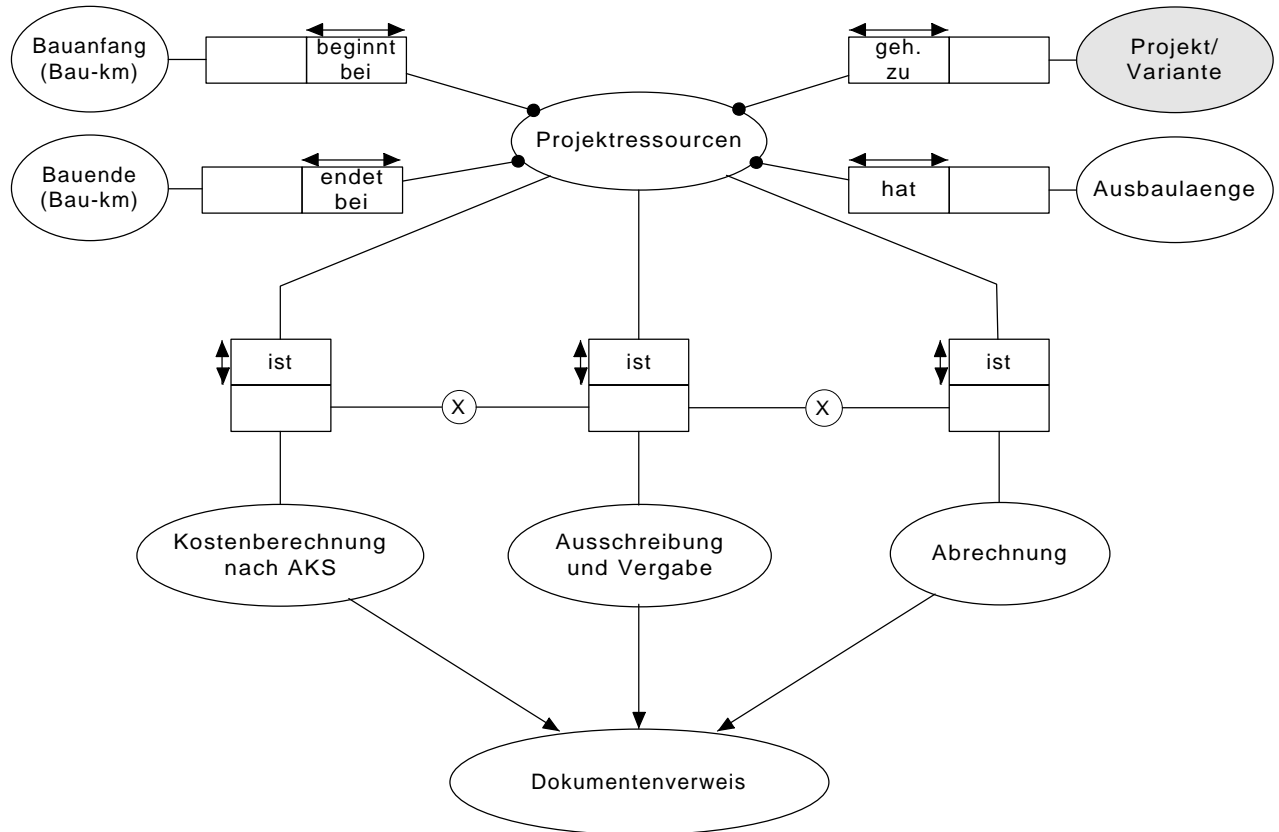 Bauanfang
(Bau-km)
beginnt
bei
geh.
zu
Projekt/
Variante
Projektressourcen
Bauende
(Bau-km)
endet
bei
hat
Ausbaulaenge
ist
ist
ist
X
X
Kostenberechnung
nach AKS
Ausschreibung
und Vergabe
Abrechnung
Dokumentenverweis